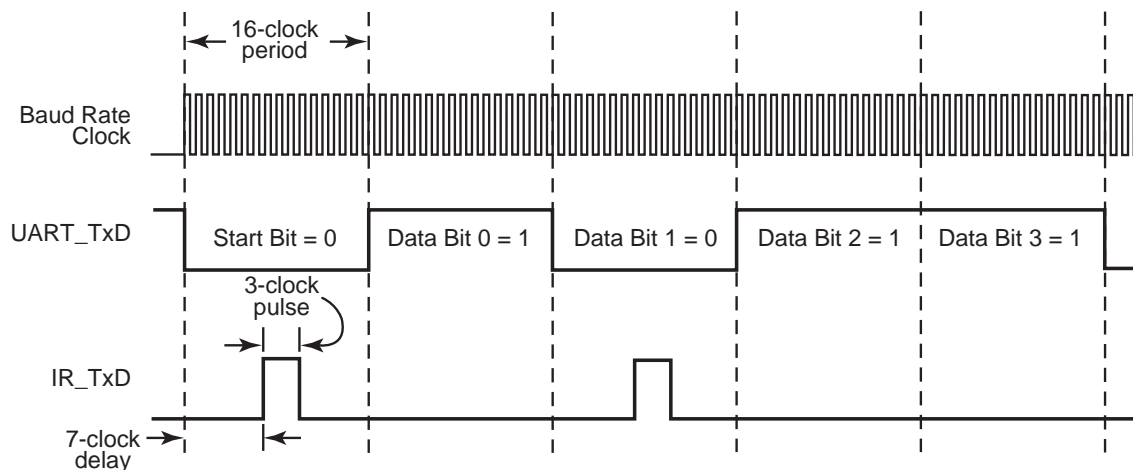 16-clock
period
Baud Rate
Clock
UART_TxD
Start Bit = 0
Data Bit 0 = 1
Data Bit 1 = 0
Data Bit 2 = 1
Data Bit 3 = 1
3-clock
pulse
IR_TxD
7-clock
delay